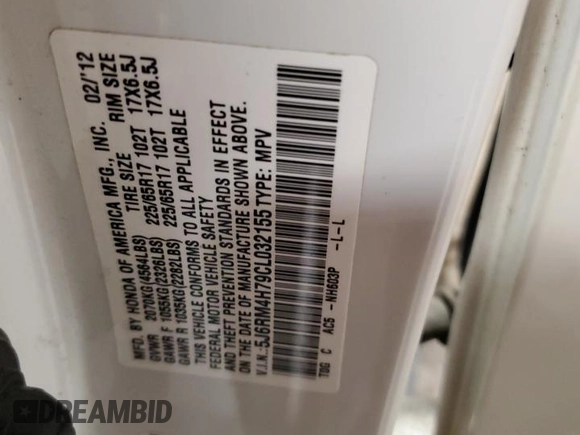 MFD. BY HONDA OF AMERICA MFG., INC. 02/'12
TIRE SIZE RIM SIZE
GVWR 2070KG(4564LBS)
GAWR F 1055KG(2326LBS) 225/65R17 102T 17X6.5J
GAWR R 1035KG(2282LBS) 225/65R17 102T 17X6.5J
THIS VEHICLE CONFORMS TO ALL APPLICABLE
FEDERAL MOTOR VEHICLE SAFETY
AND THEFT PREVENTION STANDARDS IN EFFECT
ON THE DATE OF MANUFACTURE SHOWN ABOVE.
V.I.N.:5J6RM4H79CL032155 TYPE: MPV
T0G C AC5 -NH603P -L-L
DREAMBID